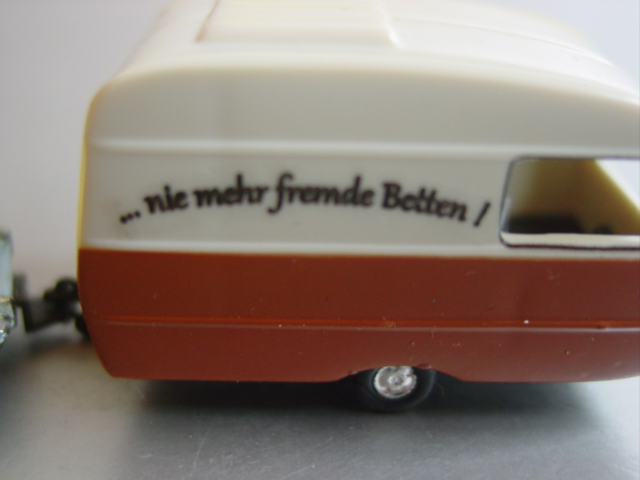 ... nie mehr fremde Betten !